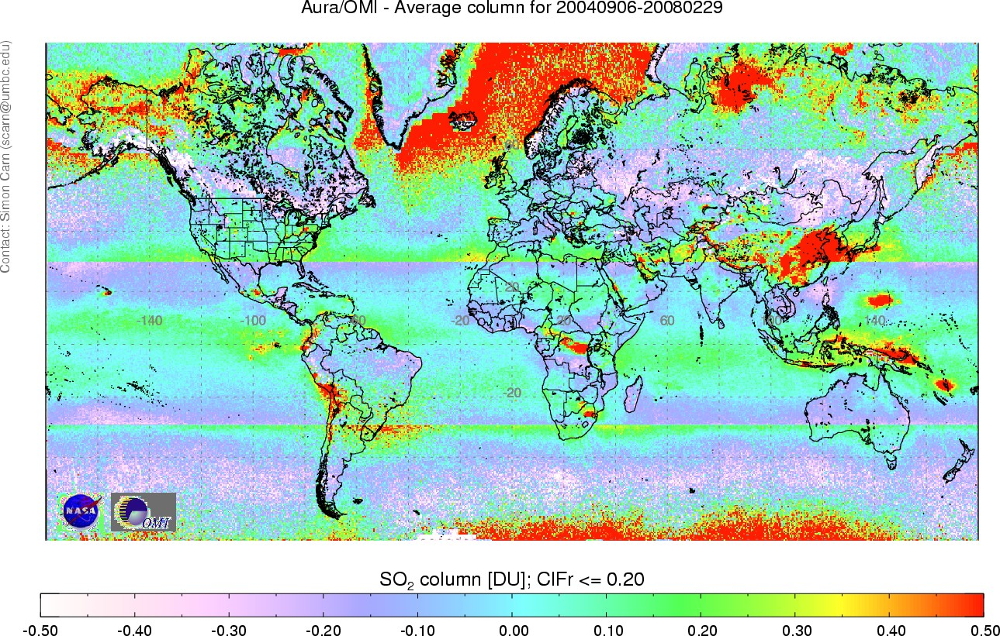 Aura/OMI - Average column for 20040906-20080229
Contact: Simon Carn (scarn@umbc.edu)
60
20
-140 -100 -60 -20 20 60 100 140
-20
NASA OMI
SO₂ column [DU]; ClFr <= 0.20
-0.50 -0.40 -0.30 -0.20 -0.10 0.00 0.10 0.20 0.30 0.40 0.50